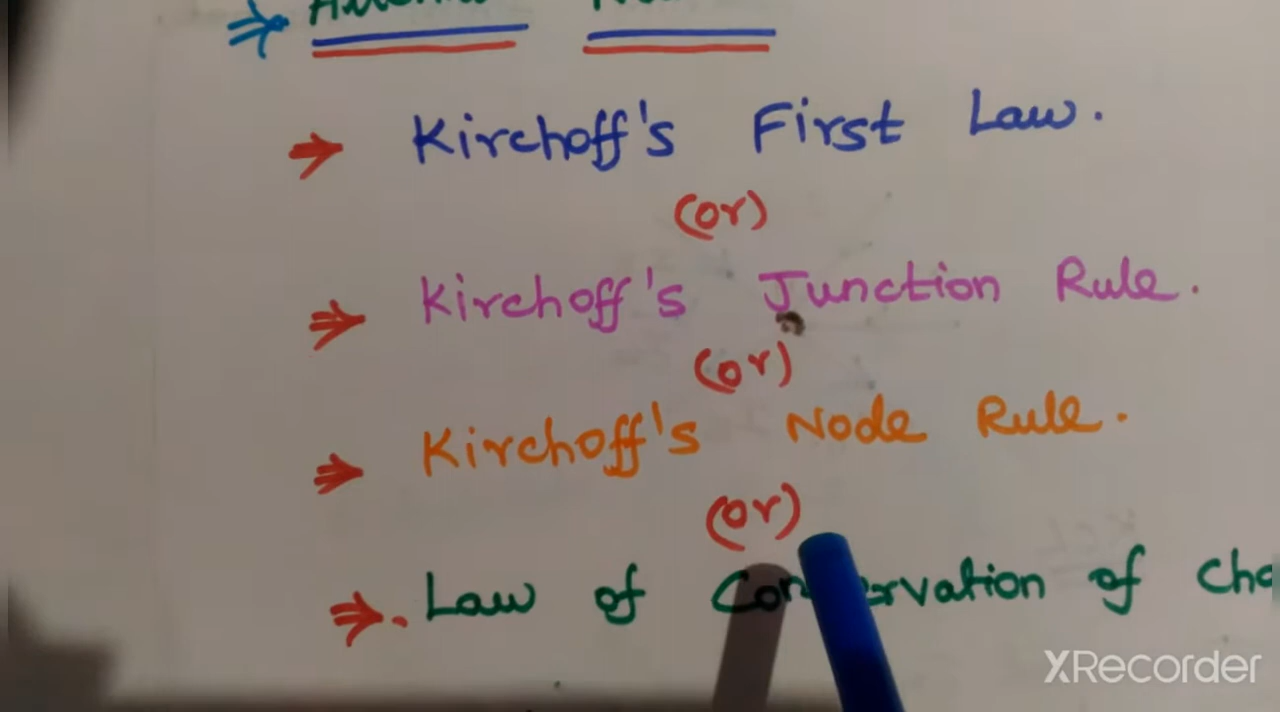 Kirchoff's First Law.
(or)
Kirchoff's Junction Rule.
(or)
Kirchoff's Node Rule.
(or)
Law of Conservation of
XRecorder